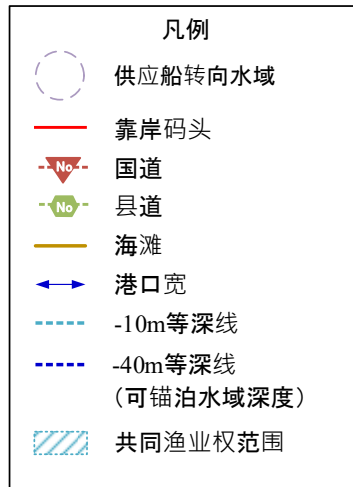 凡例
供应船转向水域
靠岸码头
No 国道
No 县道
海滩
港口宽
-10m等深线
-40m等深线
（可锚泊水域深度）
共同渔业权范围